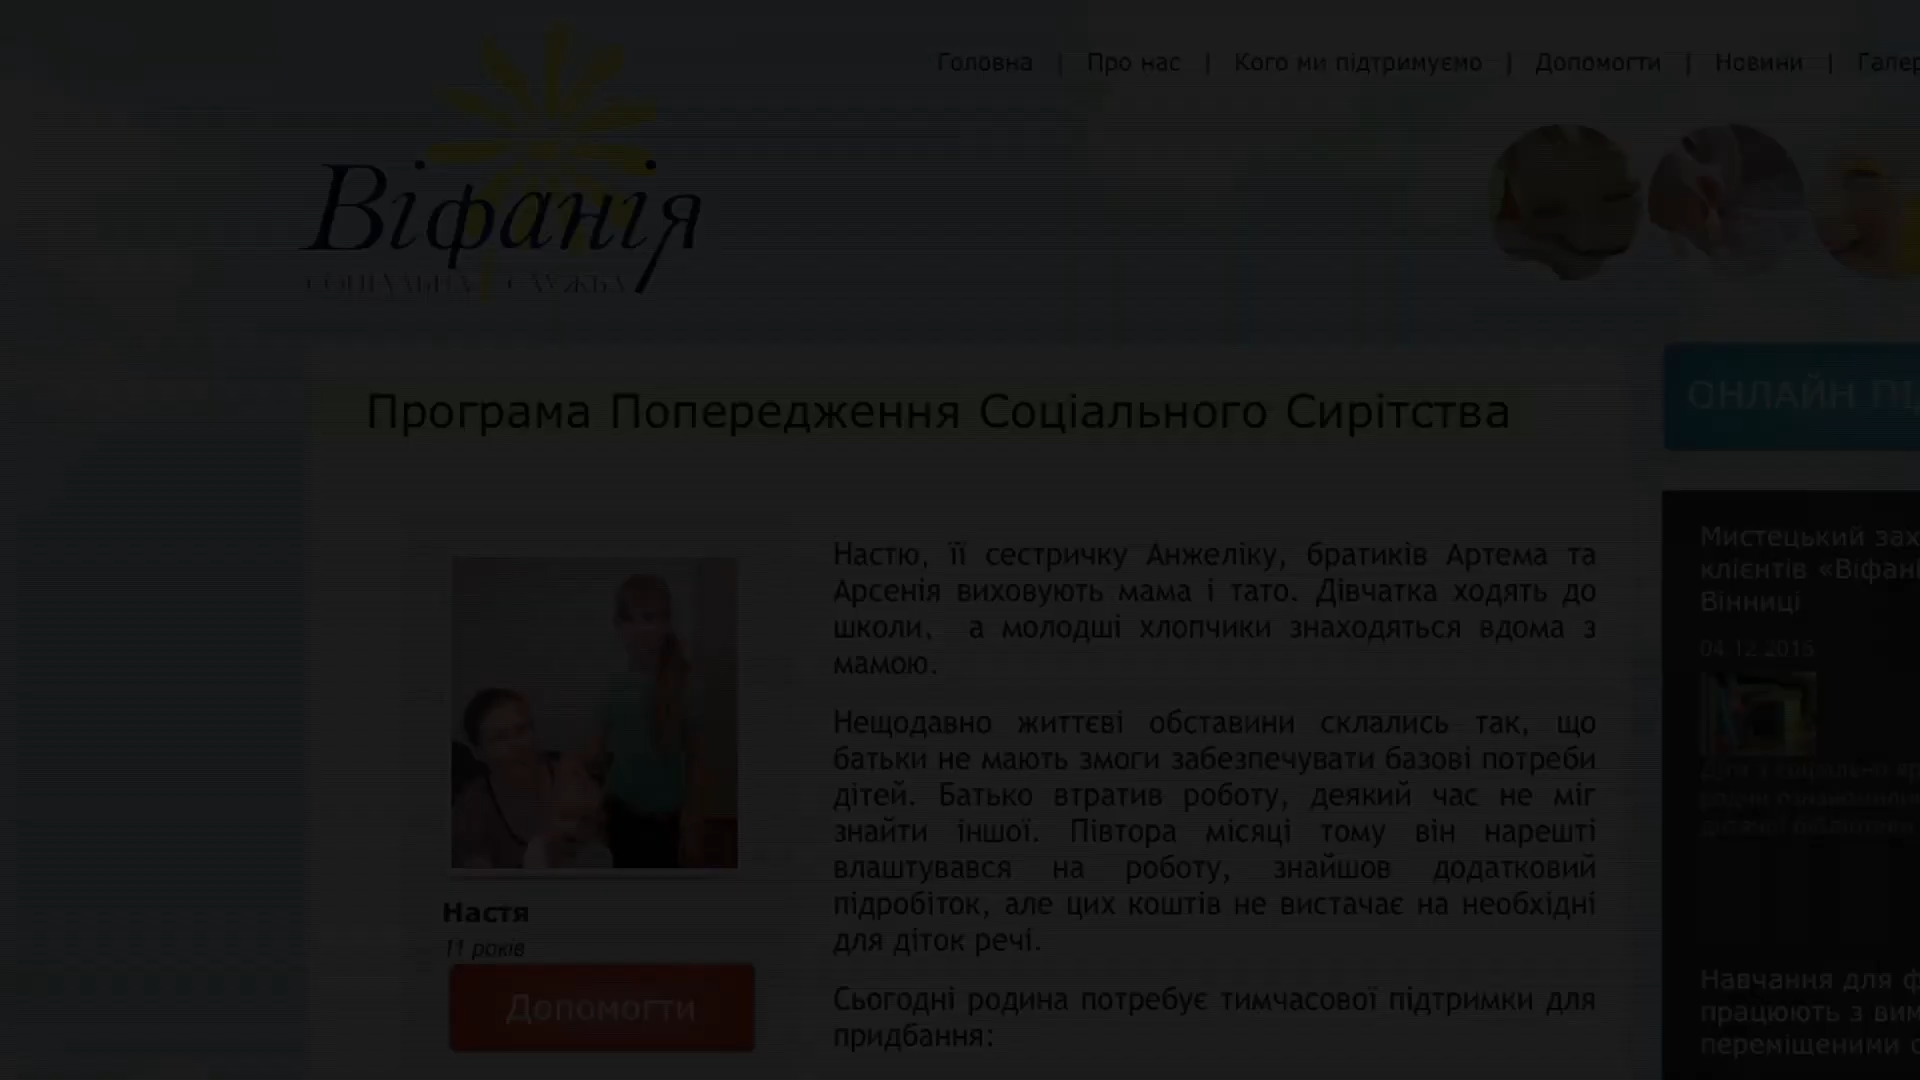 Головна | Про нас | Кого ми підтримуємо | Допомогти | Новини | Галер
Віфанія
СОЦІАЛЬНА СЛУЖБА
Програма Попередження Соціального Сирітства
ОНЛАЙН ПІД
Настю, її сестричку Анжеліку, братиків Артема та
Арсенія виховують мама і тато. Дівчатка ходять до
школи, а молодші хлопчики знаходяться вдома з
мамою.
Нещодавно життєві обставини склались так, що
батьки не мають змоги забезпечувати базові потреби
дітей. Батько втратив роботу, деякий час не міг
знайти іншої. Півтора місяці тому він нарешті
влаштувався на роботу, знайшов додатковий
підробіток, але цих коштів не вистачає на необхідні
для діток речі.
Сьогодні родина потребує тимчасової підтримки для
придбання:
Настя
11 років
Допомогти
Мистецький зах
клієнтів «Віфані
Вінниці
04.12.2015
Навчання для ф
працюють з вим
переміщеними о